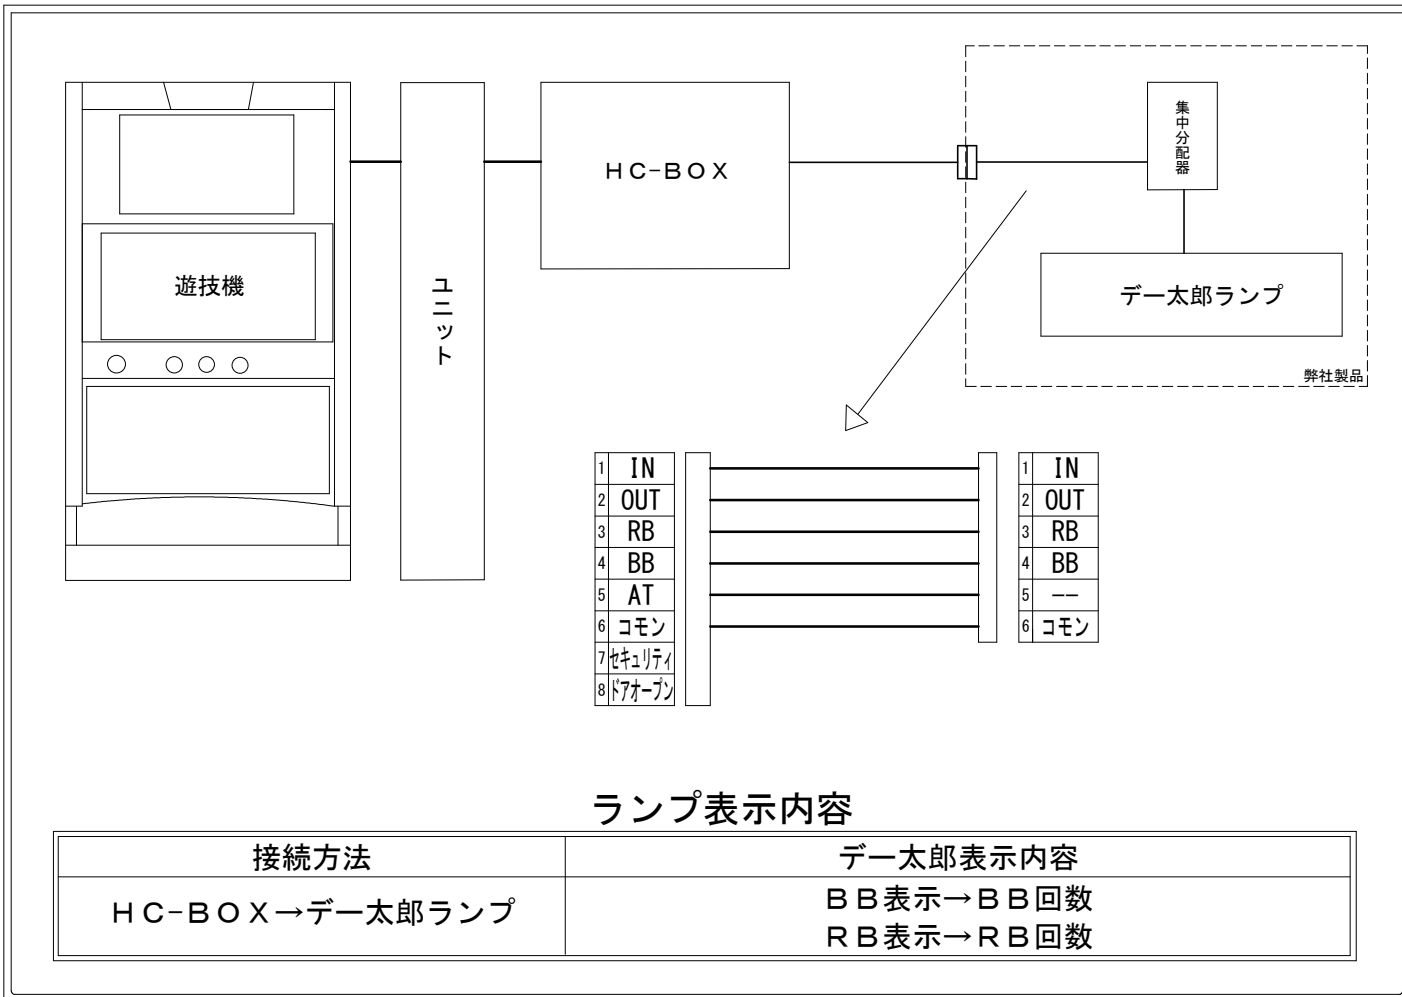 遊技機
ユニット
ＨＣ-ＢＯＸ
集中分配器
デー太郎ランプ
弊社製品
1 IN
2 OUT
3 RB
4 BB
5 AT
6 コモン
7 セキュリティ
8 ドアオープン
1 IN
2 OUT
3 RB
4 BB
5 --
6 コモン
ランプ表示内容
接続方法 デー太郎表示内容
ＨＣ-ＢＯＸ→デー太郎ランプ
ＢＢ表示→ＢＢ回数
ＲＢ表示→ＲＢ回数